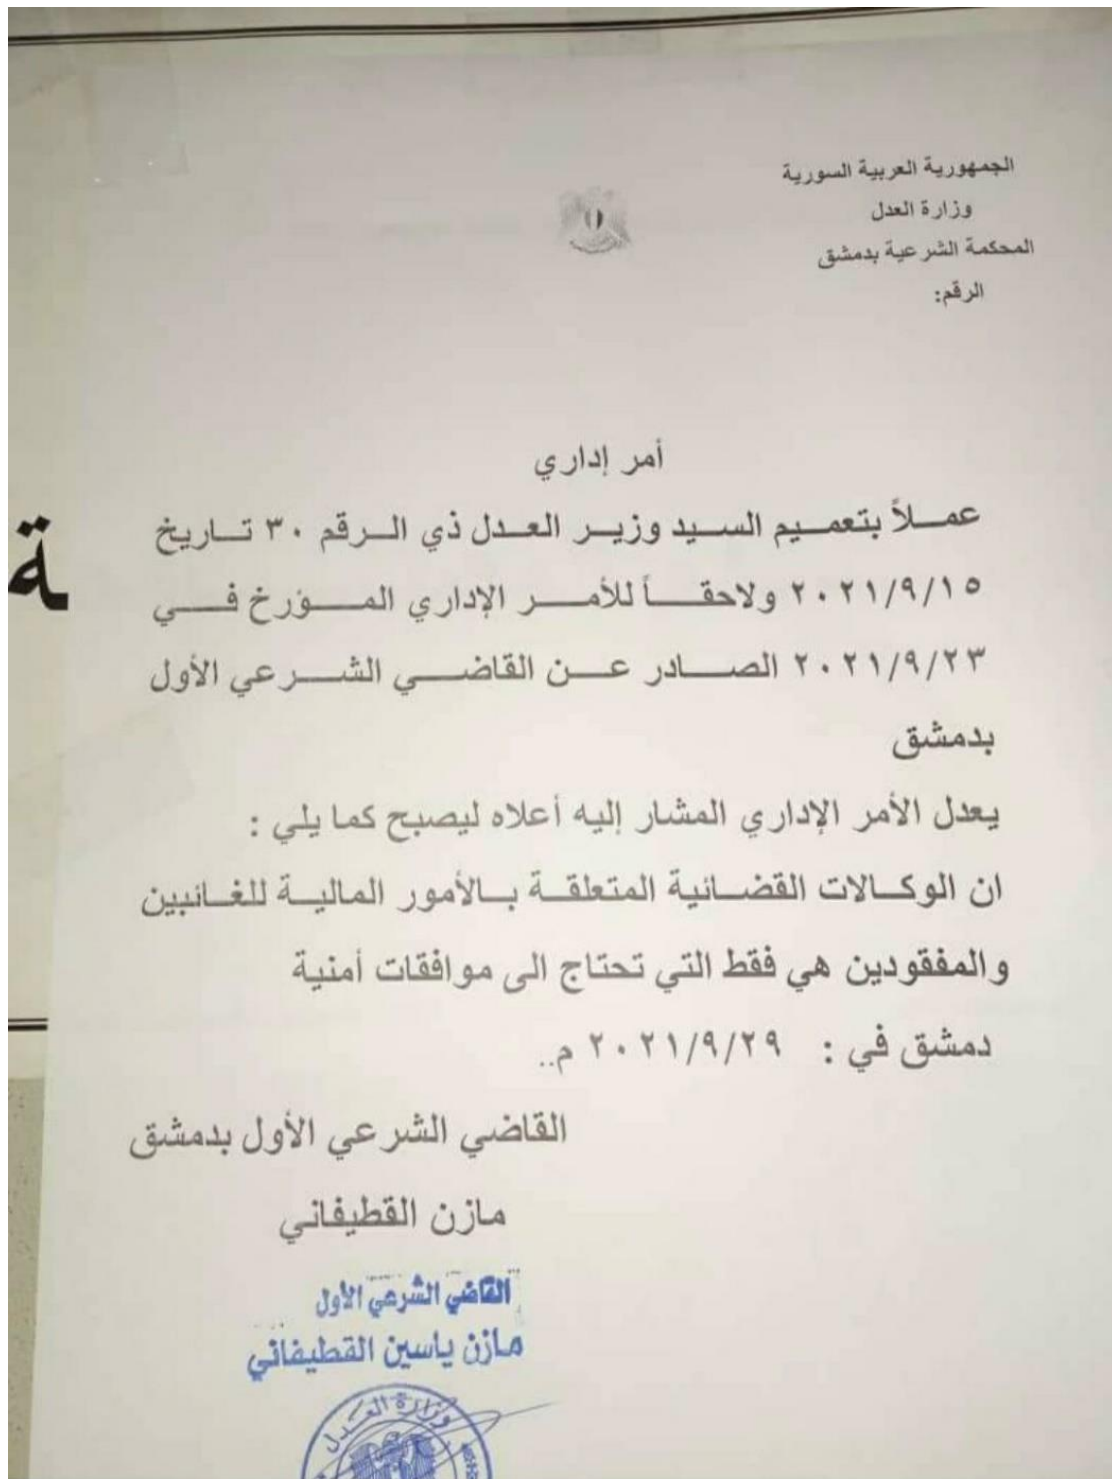 الجمهورية العربية السورية
وزارة العدل
المحكمة الشرعية بدمشق
الرقم:
أمر إداري
عملاً بتعميم السيد وزير العدل ذي الرقم ٣٠ تاريخ
٢٠٢١/٩/١٥ ولاحقاً للأمر الإداري المؤرخ في
٢٠٢١/٩/٢٣ الصادر عن القاضي الشرعي الأول
بدمشق
يعدل الأمر الإداري المشار إليه أعلاه ليصبح كما يلي :
ان الوكالات القضائية المتعلقة بالأمور المالية للغائبين
والمفقودين هي فقط التي تحتاج الى موافقات أمنية
دمشق في : ٢٠٢١/٩/٢٩ م..
القاضي الشرعي الأول بدمشق
مازن القطيفاني
القاضي الشرعي الأول
مازن ياسين القطيفاني
وزارة العدل
ـة